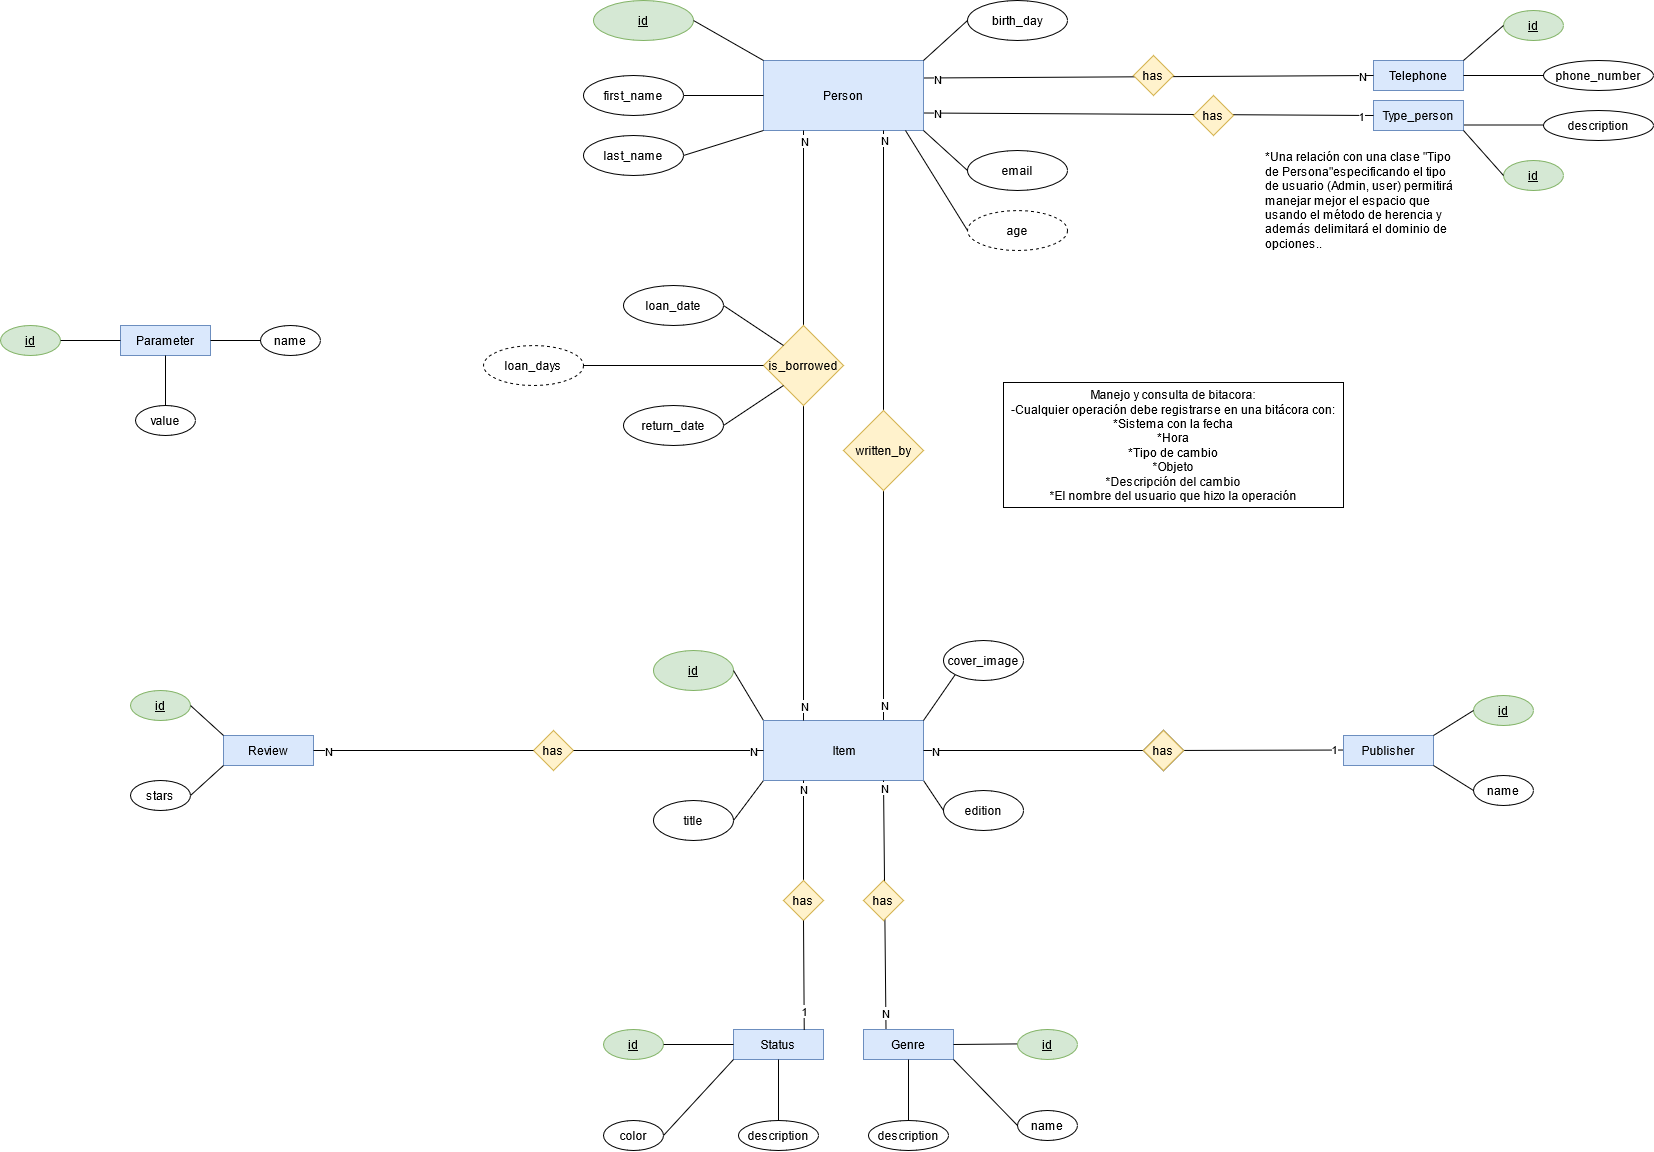 id
birth_day
id
first_name
Person
N
has
N
Telephone
phone_number
N
has
1
Type_person
description
last_name
N
N
email
id
age
*Una relación con una clase "Tipo
de Persona"especificando el tipo
de usuario (Admin, user) permitirá
manejar mejor el espacio que
usando el método de herencia y
además delimitará el dominio de
opciones..
loan_date
id
Parameter
name
loan_days
is_borrowed
value
return_date
written_by
Manejo y consulta de bitacora:
-Cualquier operación debe registrarse en una bitácora con:
*Sistema con la fecha
*Hora
*Tipo de cambio
*Objeto
*Descripción del cambio
*El nombre del usuario que hizo la operación
id
cover_image
id
N
N
id
Review
N
has
N
Item
N
has
1
Publisher
stars
title
N
N
edition
name
has
has
1
N
id
Status
Genre
id
color
description
description
name